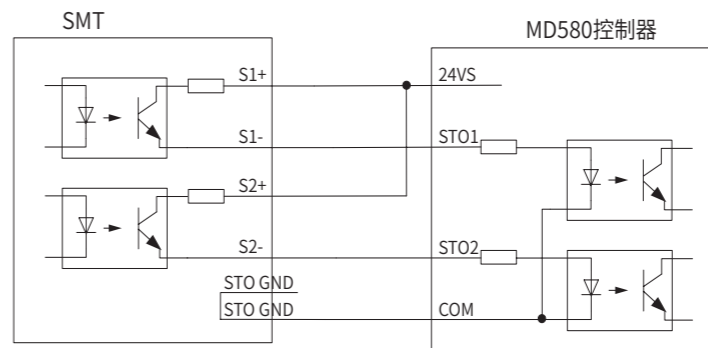 SMT
MD580控制器
S1+
24VS
S1-
STO1
S2+
S2-
STO2
STO GND
STO GND
COM